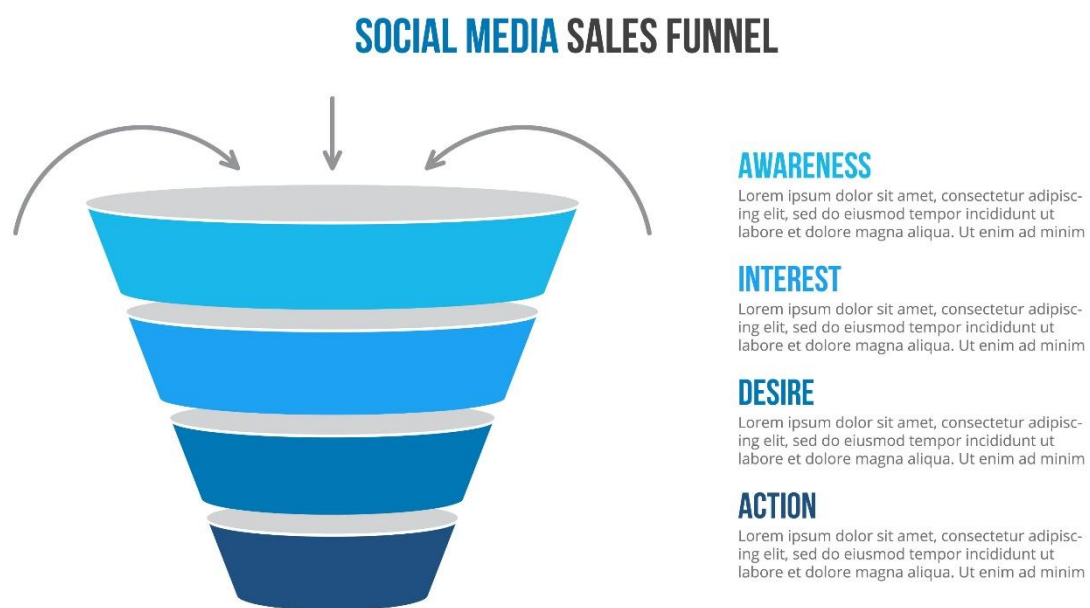 SOCIAL MEDIA SALES FUNNEL
AWARENESS
Lorem ipsum dolor sit amet, consectetur adipisc-
ing elit, sed do eiusmod tempor incididunt ut
labore et dolore magna aliqua. Ut enim ad minim
INTEREST
Lorem ipsum dolor sit amet, consectetur adipisc-
ing elit, sed do eiusmod tempor incididunt ut
labore et dolore magna aliqua. Ut enim ad minim
DESIRE
Lorem ipsum dolor sit amet, consectetur adipisc-
ing elit, sed do eiusmod tempor incididunt ut
labore et dolore magna aliqua. Ut enim ad minim
ACTION
Lorem ipsum dolor sit amet, consectetur adipisc-
ing elit, sed do eiusmod tempor incididunt ut
labore et dolore magna aliqua. Ut enim ad minim